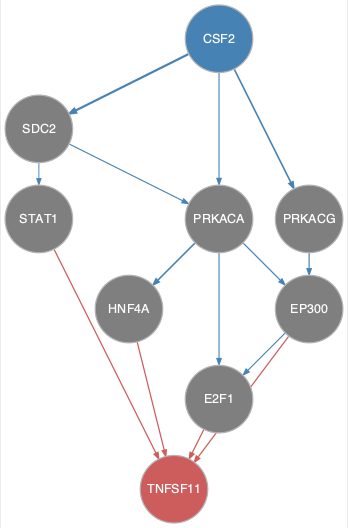 CSF2
SDC2
STAT1
PRKACA
PRKACG
HNF4A
EP300
E2F1
TNFSF11